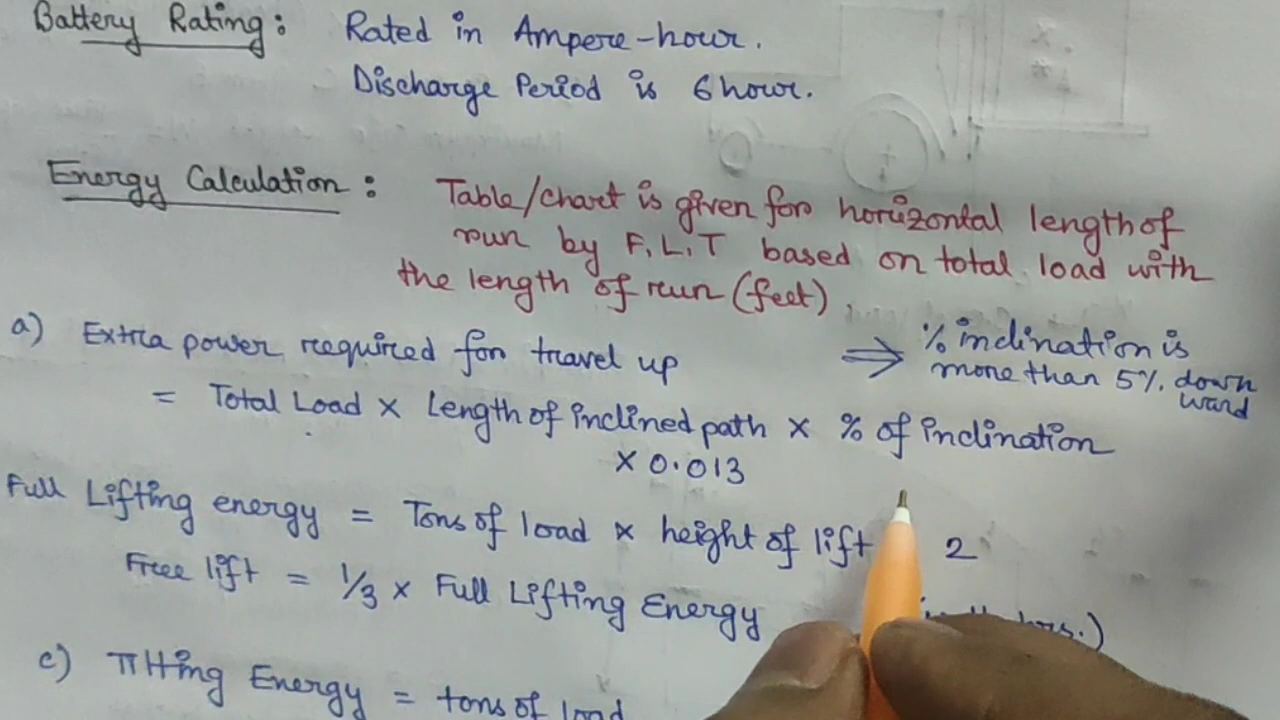 Battery Rating: Rated in Ampere-hour.
Discharge Period is 6 hour.
Energy Calculation: Table/chart is given for horizontal length of
run by F.L.T based on total load with
the length of run (feet).
a) Extra power required for travel up ⇒ % inclination is
more than 5% down
ward
= Total Load × Length of inclined path × % of inclination
× 0.013
Full Lifting energy = Tons of load × height of lift 2
Free lift = 1/3 × Full Lifting Energy hrs.)
c) Tilting Energy = tons of load